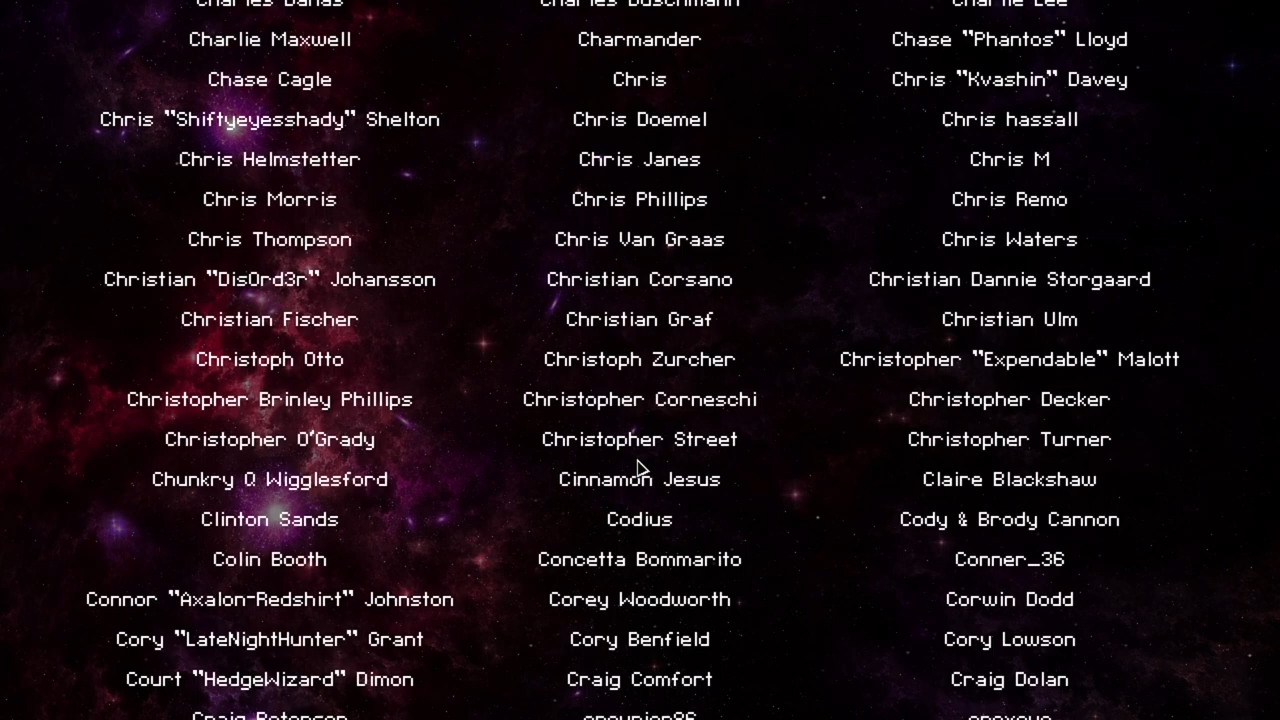 Charlie Maxwell Charmander Chase "Phantos" Lloyd
Chase Cagle Chris Chris "Kvashin" Davey
Chris "Shiftyeyesshady" Shelton Chris Doemel Chris hassall
Chris Helmstetter Chris Janes Chris M
Chris Morris Chris Phillips Chris Remo
Chris Thompson Chris Van Graas Chris Waters
Christian "Dis0rd3r" Johansson Christian Corsano Christian Dannie Storgaard
Christian Fischer Christian Graf Christian Ulm
Christoph Otto Christoph Zurcher Christopher "Expendable" Malott
Christopher Brinley Phillips Christopher Corneschi Christopher Decker
Christopher O'Grady Christopher Street Christopher Turner
Chunkry Q Wigglesford Cinnamon Jesus Claire Blackshaw
Clinton Sands Codius Cody & Brody Cannon
Colin Booth Concetta Bommarito Conner_36
Connor "Axalon-Redshirt" Johnston Corey Woodworth Corwin Dodd
Cory "LateNightHunter" Grant Cory Benfield Cory Lowson
Court "HedgeWizard" Dimon Craig Comfort Craig Dolan